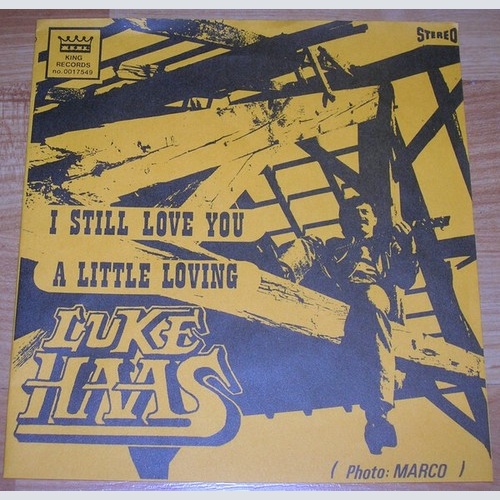 KING
RECORDS
no.0017549
STEREO
I STILL LOVE YOU
A LITTLE LOVING
LUKE
HAAS
( Photo: MARCO )